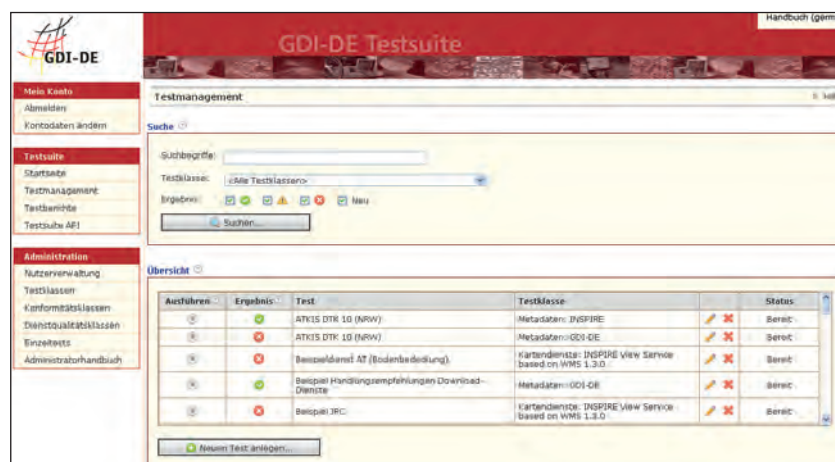 Handbuch (germ
GDI-DE
GDI-DE Testsuite
Mein Konto
Abmelden
Kontodaten ändern
Testsuite
Startseite
Testmanagement
Testberichte
Testsuite API
Administration
Nutzerverwaltung
Testklassen
Konformitätsklassen
Dienstqualitätsklassen
Einzeltests
Administratorhandbuch
Testmanagement
Suche
Suchbegriffe:
Testklasse: <Alle Testklassen>
Ergebnis: Neu
Suchen...
Übersicht
Ausführen Ergebnis Test Testklasse Status
ATKIS DTK 10 (NRW) Metadaten: INSPIRE Bereit
ATKIS DTK 10 (NRW) Metadaten: GDI-DE Bereit
Beispieldienst AT (Bodenbedeckung) Kartendienste: INSPIRE View Service based on WMS 1.3.0 Bereit
Beispiel Handlungsempfehlungen Download-Dienste Metadaten: GDI-DE Bereit
Beispiel JRC Kartendienste: INSPIRE View Service based on WMS 1.3.0 Bereit
Neuen Test anlegen...